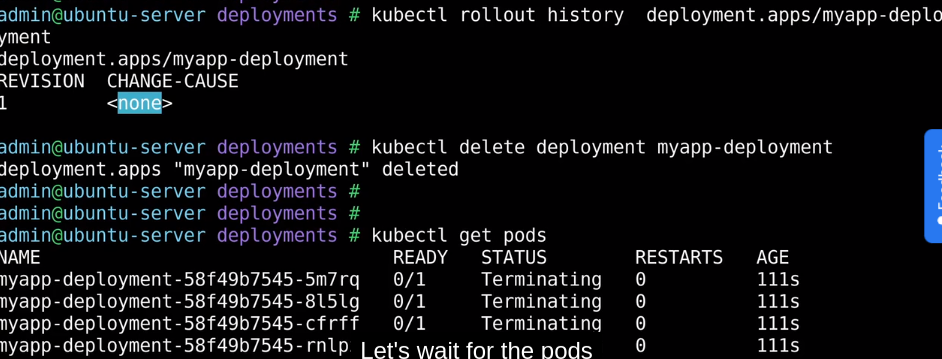 admin@ubuntu-server deployments # kubectl rollout history  deployment.apps/myapp-deplo
yment
deployment.apps/myapp-deployment
REVISION  CHANGE-CAUSE
1         <none>
admin@ubuntu-server deployments # kubectl delete deployment myapp-deployment
deployment.apps "myapp-deployment" deleted
admin@ubuntu-server deployments #
admin@ubuntu-server deployments #
admin@ubuntu-server deployments # kubectl get pods
NAME                                READY   STATUS        RESTARTS   AGE
myapp-deployment-58f49b7545-5m7rq   0/1     Terminating   0          111s
myapp-deployment-58f49b7545-8l5lg   0/1     Terminating   0          111s
myapp-deployment-58f49b7545-cfrff   0/1     Terminating   0          111s
myapp-deployment-58f49b7545-rnlp 0          111s
Let's wait for the pods